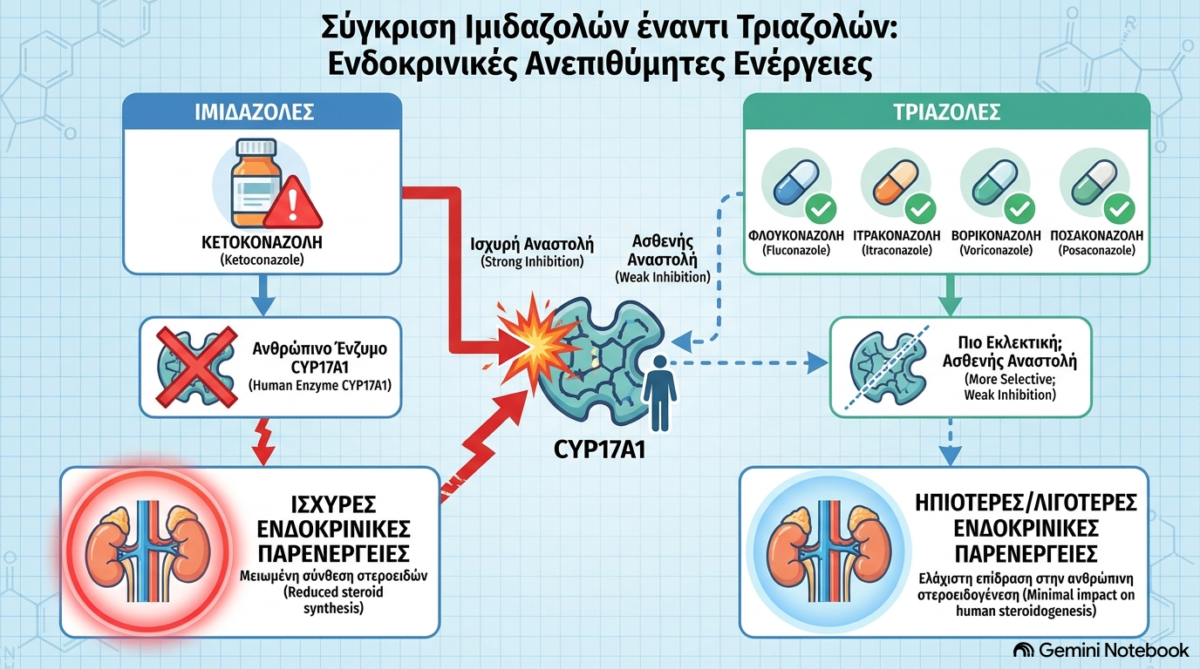 Σύγκριση Ιμιδαζολών έναντι Τριαζολών:
Ενδοκρινικές Ανεπιθύμητες Ενέργειες
ΙΜΙΔΑΖΟΛΕΣ
ΚΕΤΟΚΟΝΑΖΟΛΗ
(Ketoconazole)
Ανθρώπινο Ένζυμο
CYP17A1
(Human Enzyme CYP17A1)
ΙΣΧΥΡΕΣ
ΕΝΔΟΚΡΙΝΙΚΕΣ
ΠΑΡΕΝΕΡΓΕΙΕΣ
Μειωμένη σύνθεση στεροειδών
(Reduced steroid
synthesis)
Ισχυρή Αναστολή
(Strong Inhibition)
Ασθενής
Αναστολή
(Weak Inhibition)
CYP17A1
ΤΡΙΑΖΟΛΕΣ
ΦΛΟΥΚΟΝΑΖΟΛΗ
(Fluconazole)
ΙΤΡΑΚΟΝΑΖΟΛΗ
(Itraconazole)
ΒΟΡΙΚΟΝΑΖΟΛΗ
(Voriconazole)
ΠΟΣΑΚΟΝΑΖΟΛΗ
(Posaconazole)
Πιο Εκλεκτική;
Ασθενής Αναστολή
(More Selective;
Weak Inhibition)
ΗΠΙΟΤΕΡΕΣ/ΛΙΓΟΤΕΡΕΣ
ΕΝΔΟΚΡΙΝΙΚΕΣ
ΠΑΡΕΝΕΡΓΕΙΕΣ
Ελάχιστη επίδραση στην ανθρώπινη
στεροειδογένεση (Minimal impact on
human steroidogenesis)
Gemini Notebook